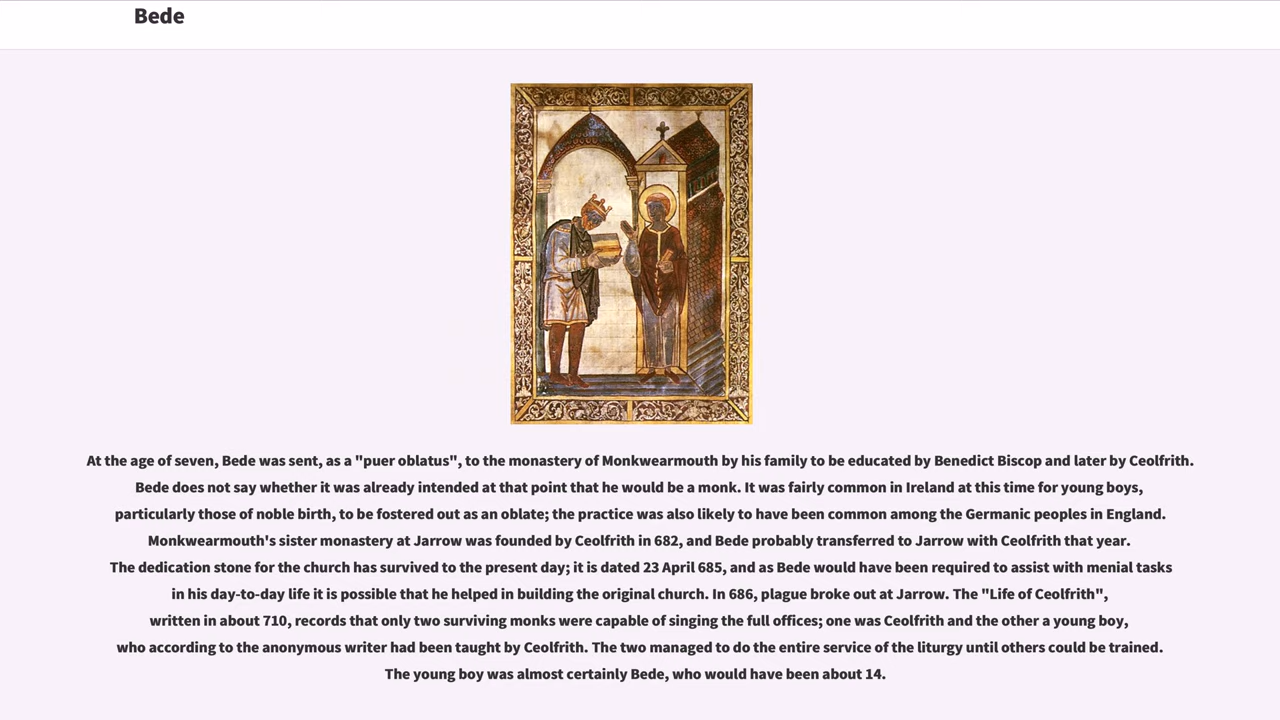 Bede
At the age of seven, Bede was sent, as a "puer oblatus", to the monastery of Monkwearmouth by his family to be educated by Benedict Biscop and later by Ceolfrith.
Bede does not say whether it was already intended at that point that he would be a monk. It was fairly common in Ireland at this time for young boys,
particularly those of noble birth, to be fostered out as an oblate; the practice was also likely to have been common among the Germanic peoples in England.
Monkwearmouth's sister monastery at Jarrow was founded by Ceolfrith in 682, and Bede probably transferred to Jarrow with Ceolfrith that year.
The dedication stone for the church has survived to the present day; it is dated 23 April 685, and as Bede would have been required to assist with menial tasks
in his day-to-day life it is possible that he helped in building the original church. In 686, plague broke out at Jarrow. The "Life of Ceolfrith",
written in about 710, records that only two surviving monks were capable of singing the full offices; one was Ceolfrith and the other a young boy,
who according to the anonymous writer had been taught by Ceolfrith. The two managed to do the entire service of the liturgy until others could be trained.
The young boy was almost certainly Bede, who would have been about 14.